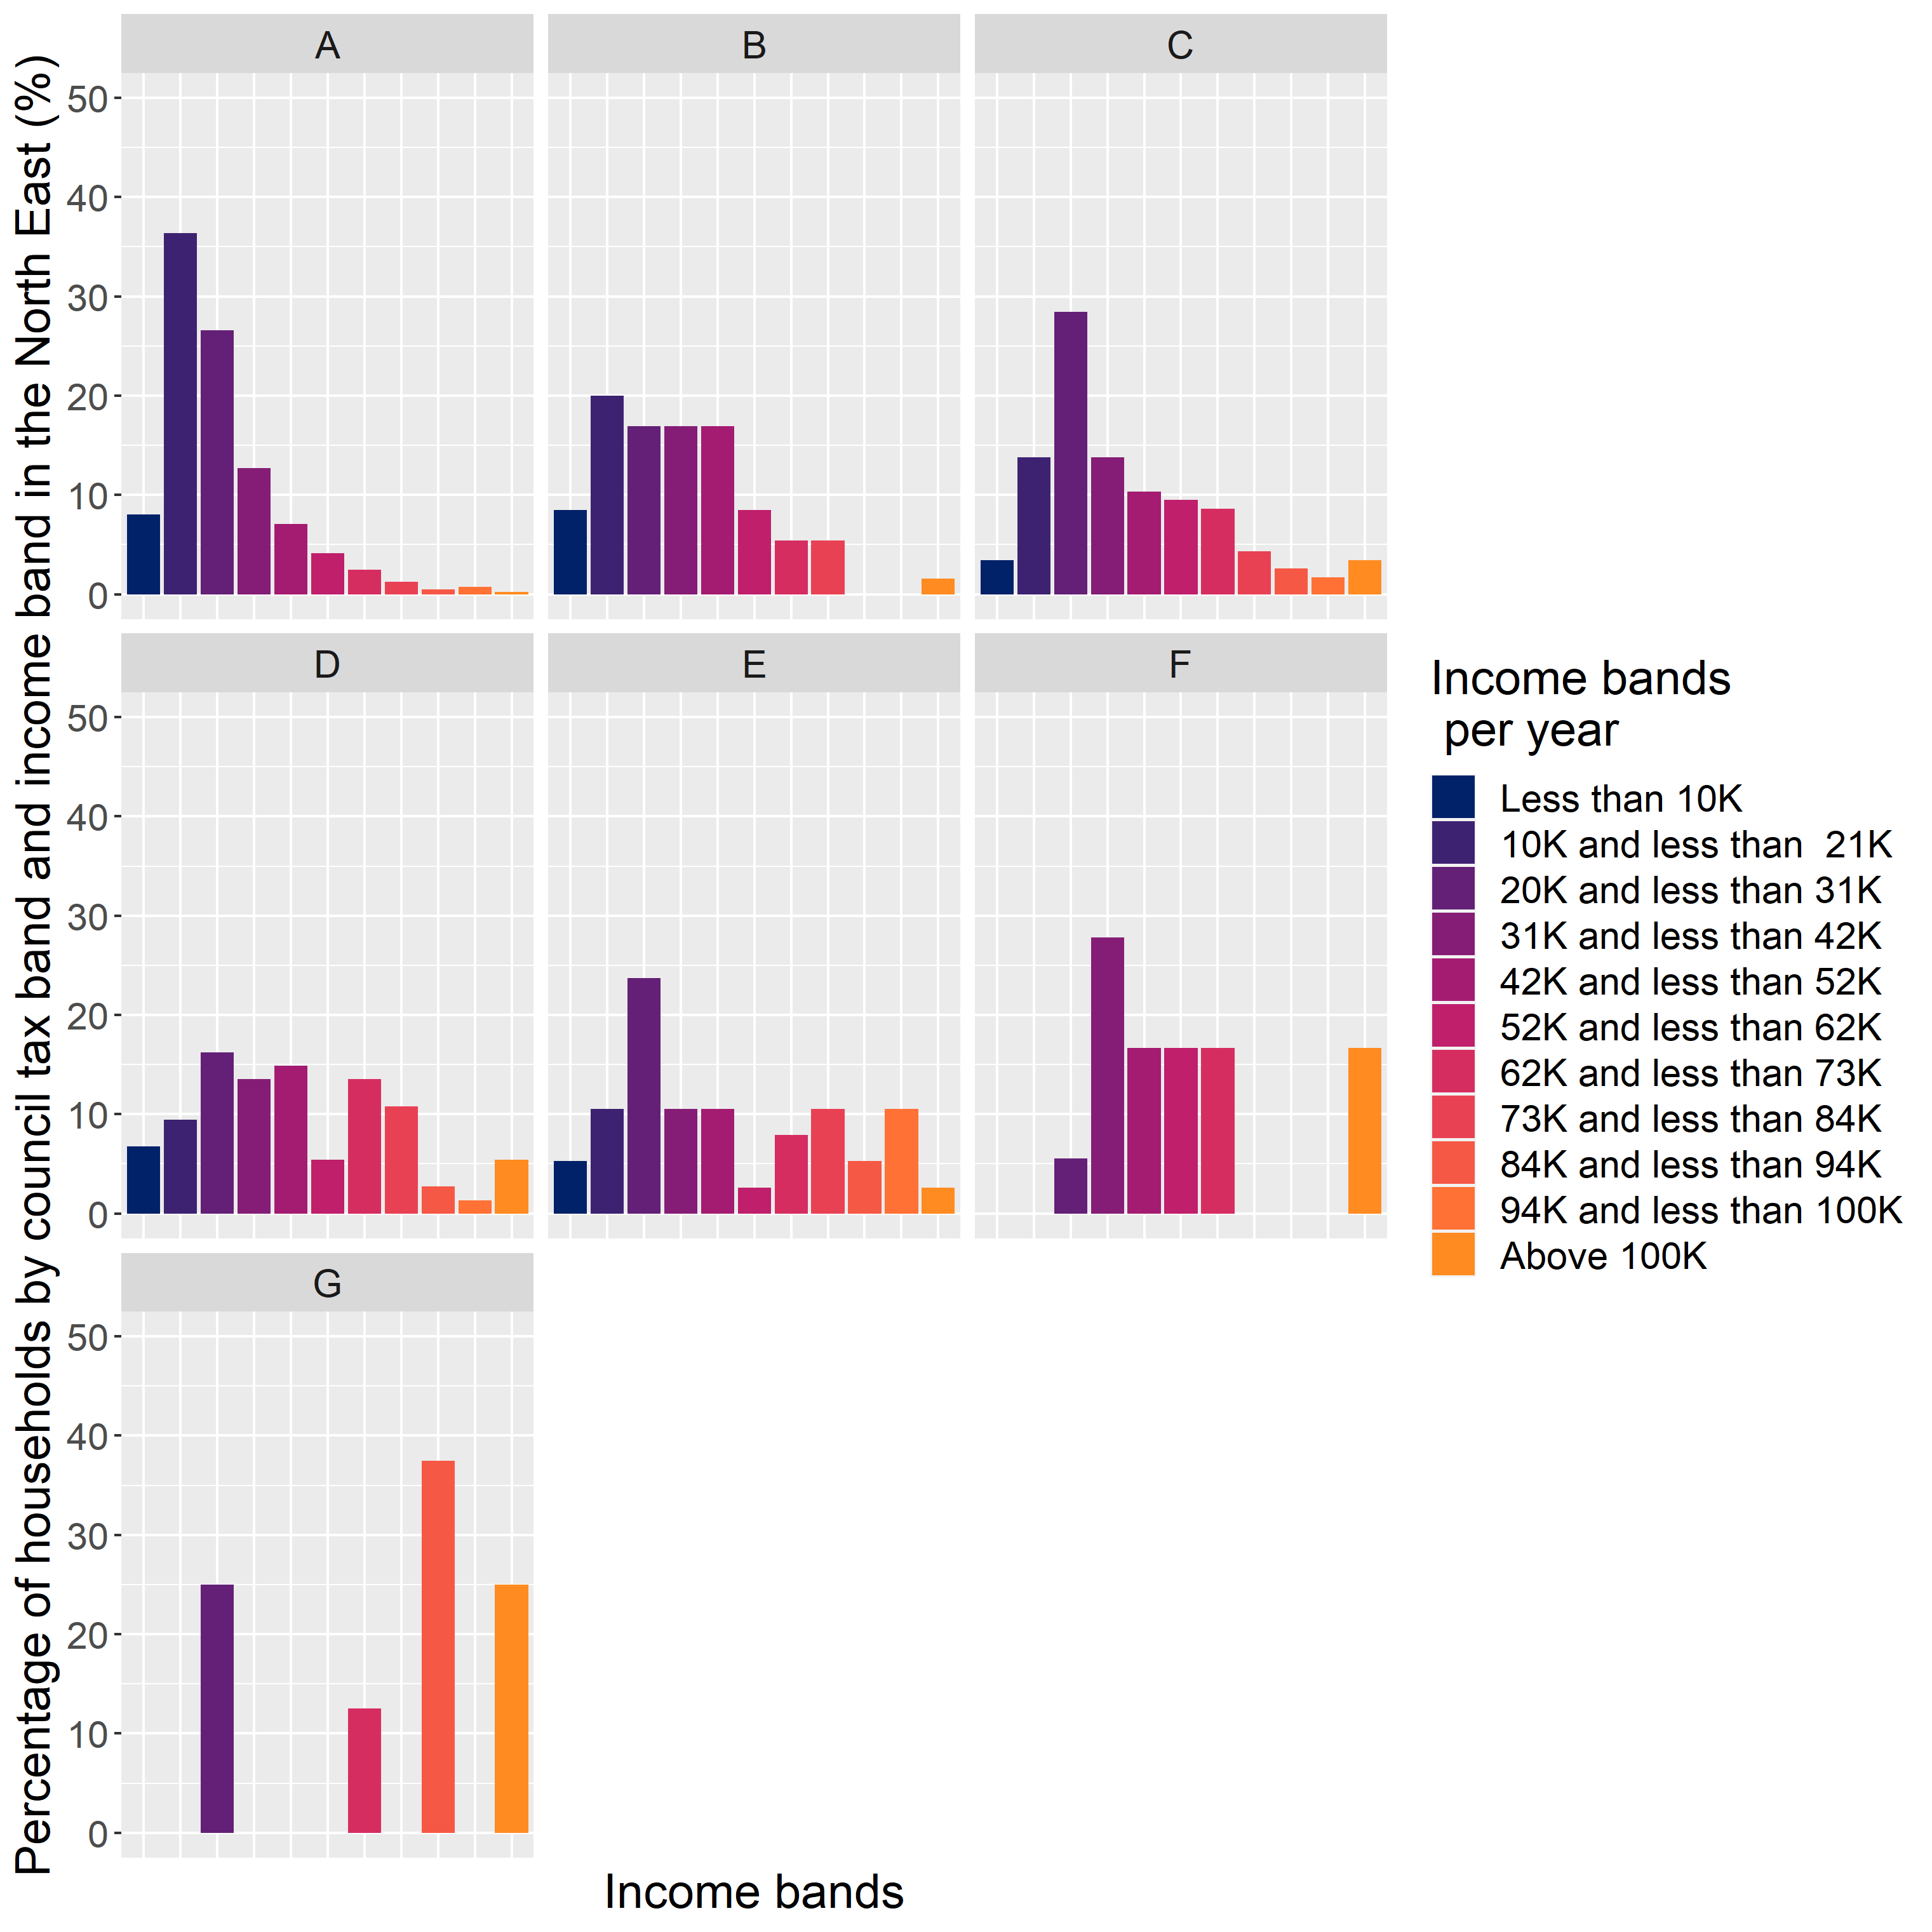 Percentage of households by council tax band and income band in the North East (%)
A
B
C
50
40
30
20
10
0
D
E
F
50
40
30
20
10
0
G
50
40
30
20
10
0
Income bands
Income bands
per year
Less than 10K
10K and less than  21K
20K and less than 31K
31K and less than 42K
42K and less than 52K
52K and less than 62K
62K and less than 73K
73K and less than 84K
84K and less than 94K
94K and less than 100K
Above 100K